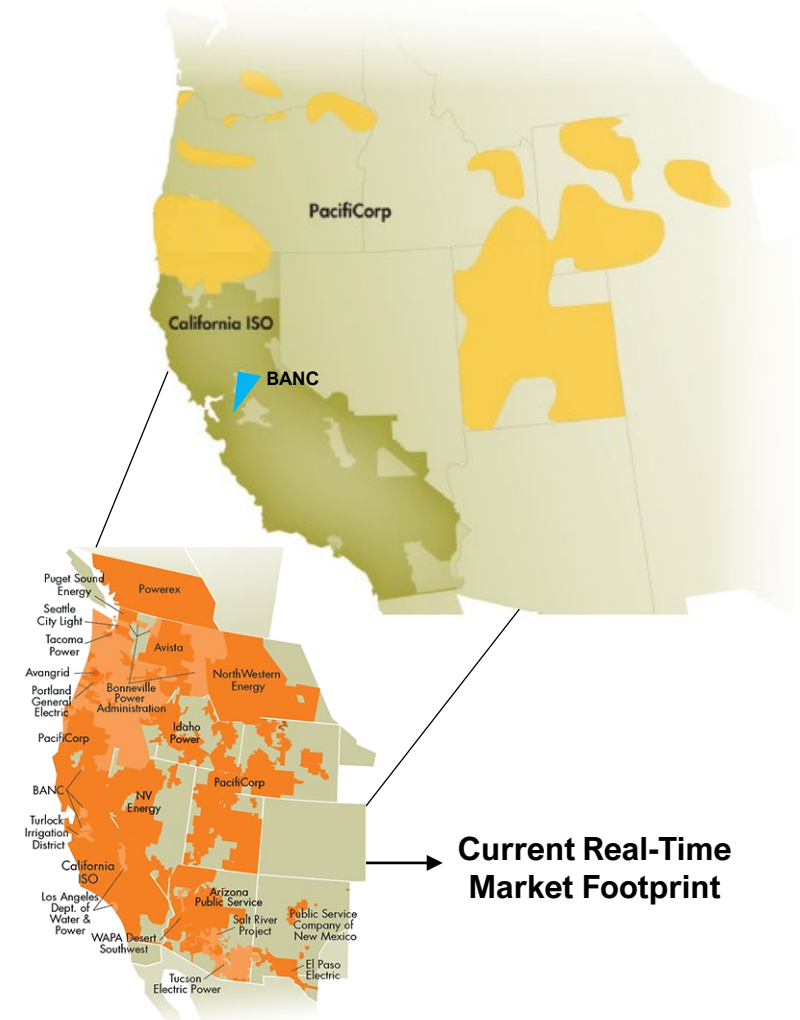 PacifiCorp
California ISO
BANC
Puget Sound
Energy
Powerex
Seattle
City Light
Tacoma
Power
Avista
Avangrid
NorthWestern
Energy
Portland
General
Electric
Bonneville
Power
Administration
PacifiCorp
Idaho
Power
PacifiCorp
BANC
NV
Energy
Turlock
Irrigation
District
California
ISO
Los Angeles
Dept. of
Water &
Power
Arizona
Public Service
Salt River
Project
Public Service
Company of
New Mexico
WAPA Desert
Southwest
El Paso
Electric
Tucson
Electric Power
Current Real-Time
Market Footprint